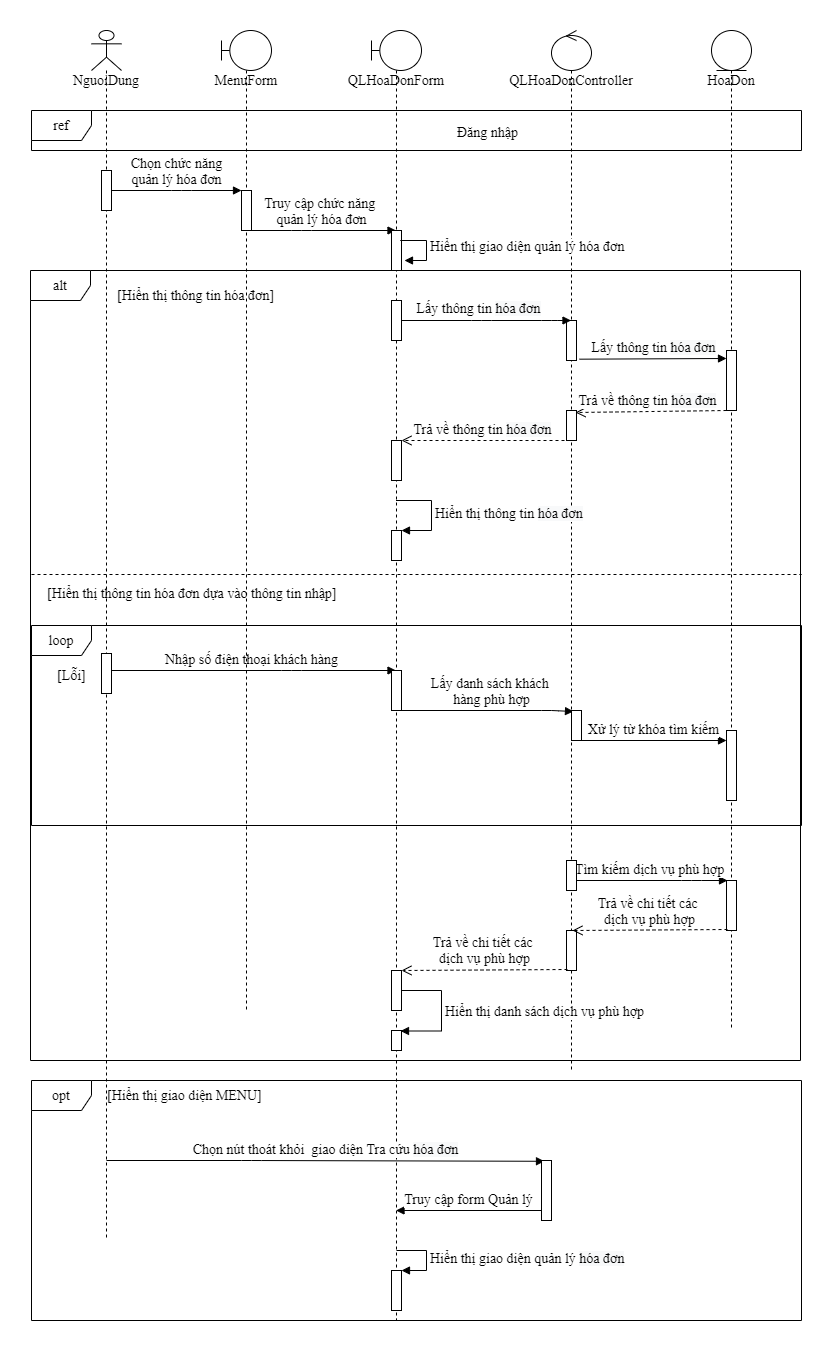 NguoiDung
MenuForm
QLHoaDonForm
QLHoaDonController
HoaDon
ref
Đăng nhập
Chọn chức năng
quản lý hóa đơn
Truy cập chức năng
quản lý hóa đơn
Hiển thị giao diện quản lý hóa đơn
alt
[Hiển thị thông tin hóa đơn]
Lấy thông tin hóa đơn
Lấy thông tin hóa đơn
Trả về thông tin hóa đơn
Trả về thông tin hóa đơn
Hiển thị thông tin hóa đơn
[Hiển thị thông tin hóa đơn dựa vào thông tin nhập]
loop
[Lỗi]
Nhập số điện thoại khách hàng
Lấy danh sách khách
hàng phù hợp
Xử lý từ khóa tìm kiếm
Tìm kiếm dịch vụ phù hợp
Trả về chi tiết các
dịch vụ phù hợp
Trả về chi tiết các
dịch vụ phù hợp
Hiển thị danh sách dịch vụ phù hợp
opt
[Hiển thị giao diện MENU]
Chọn nút thoát khỏi giao diện Tra cứu hóa đơn
Truy cập form Quản lý
Hiển thị giao diện quản lý hóa đơn